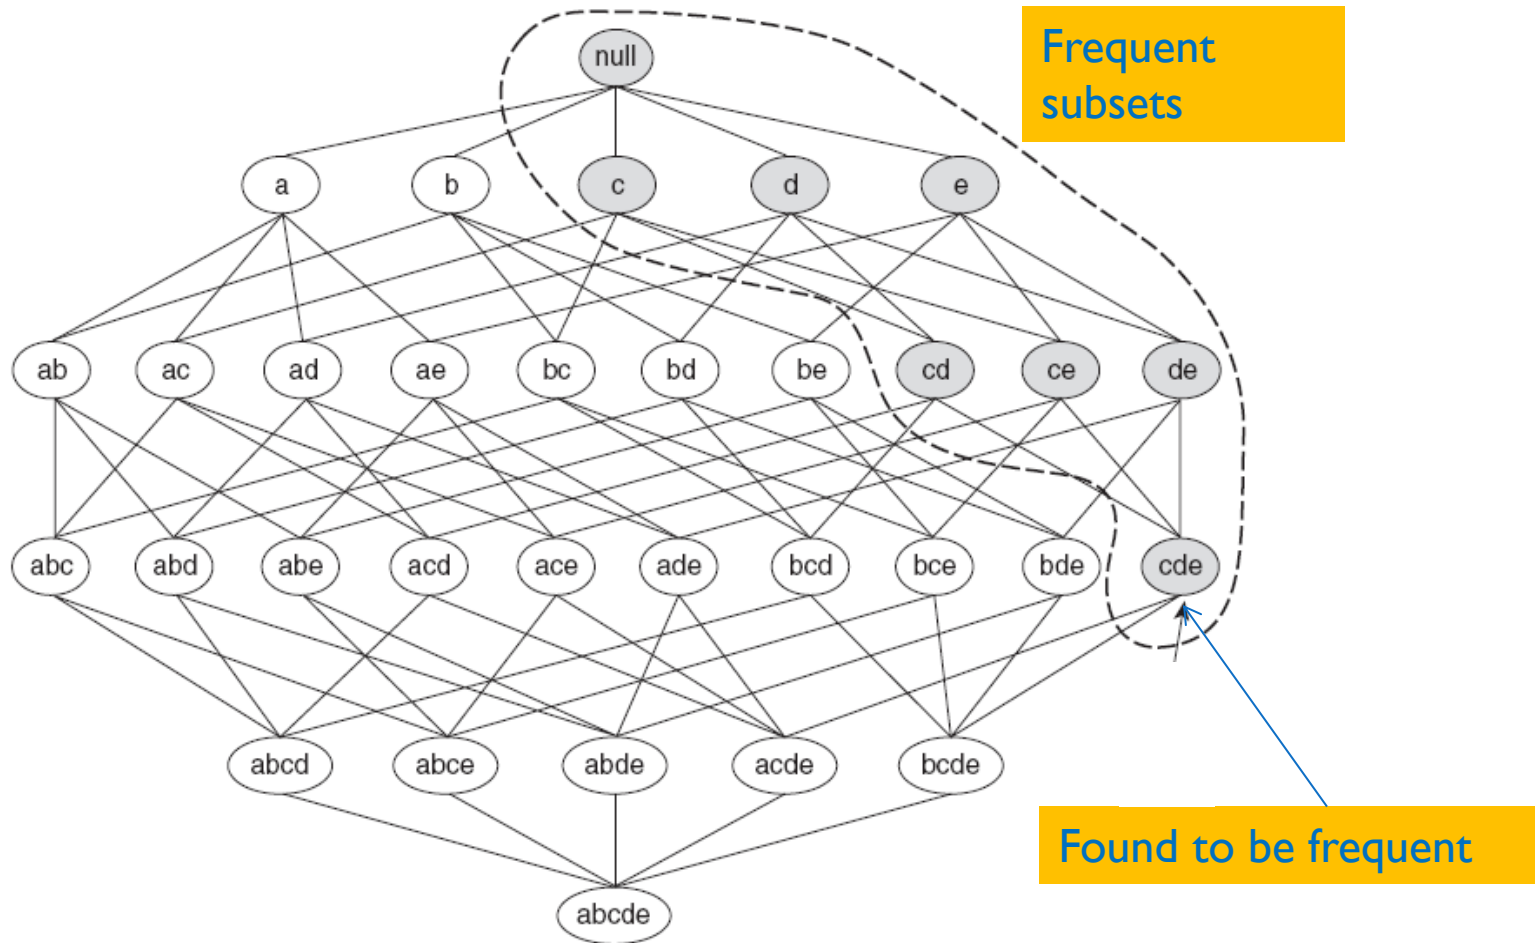 null
Frequent
subsets
a b c d e
ab ac ad ae bc bd be cd ce de
abc abd abe acd ace ade bcd bce bde cde
abcd abce abde acde bcde
Found to be frequent
abcde